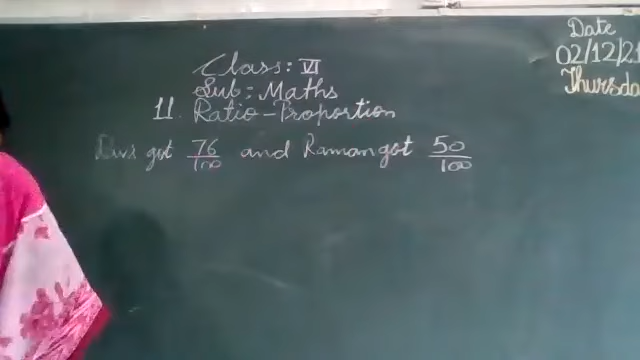 Date
02/12/21
Thursda
Class: VI
Sub: Maths
11. Ratio-Proportion
got 76/100 and Raman got 50/100